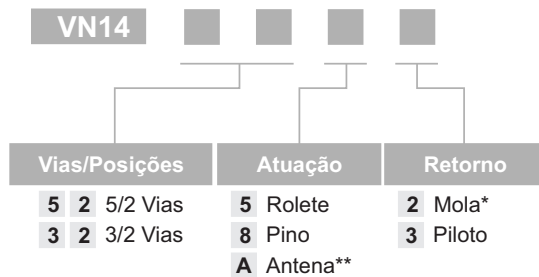 VN14
Vias/Posições Atuação Retorno
5 2 5/2 Vias 5 Rolete 2 Mola*
3 2 3/2 Vias 8 Pino 3 Piloto
A Antena**